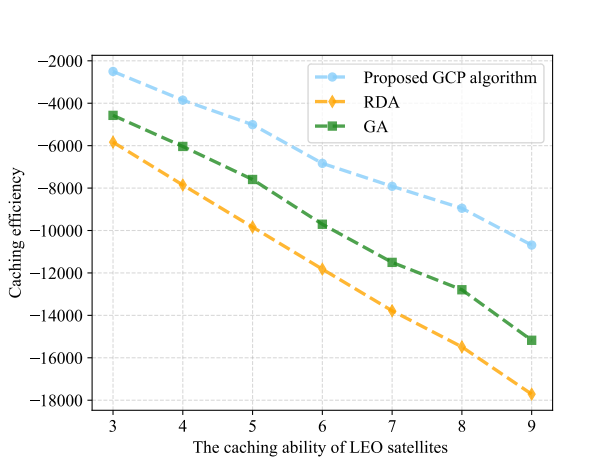 Proposed GCP algorithm
RDA
GA
−2000
−4000
−6000
−8000
−10000
−12000
−14000
−16000
−18000
Caching efficiency
3 4 5 6 7 8 9
The caching ability of LEO satellites